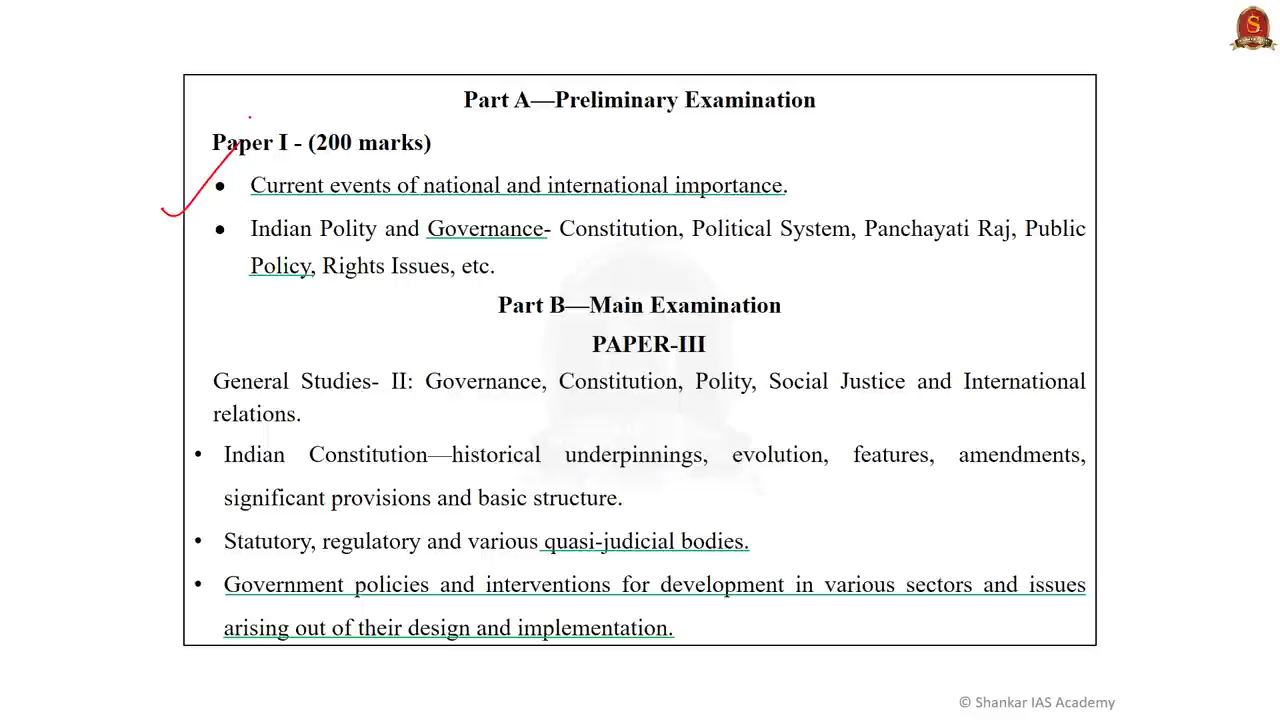 Part A—Preliminary Examination
Paper I - (200 marks)
• Current events of national and international importance.
• Indian Polity and Governance- Constitution, Political System, Panchayati Raj, Public
Policy, Rights Issues, etc.
Part B—Main Examination
PAPER-III
General Studies- II: Governance, Constitution, Polity, Social Justice and International
relations.
• Indian Constitution—historical underpinnings, evolution, features, amendments,
significant provisions and basic structure.
• Statutory, regulatory and various quasi-judicial bodies.
• Government policies and interventions for development in various sectors and issues
arising out of their design and implementation.
© Shankar IAS Academy